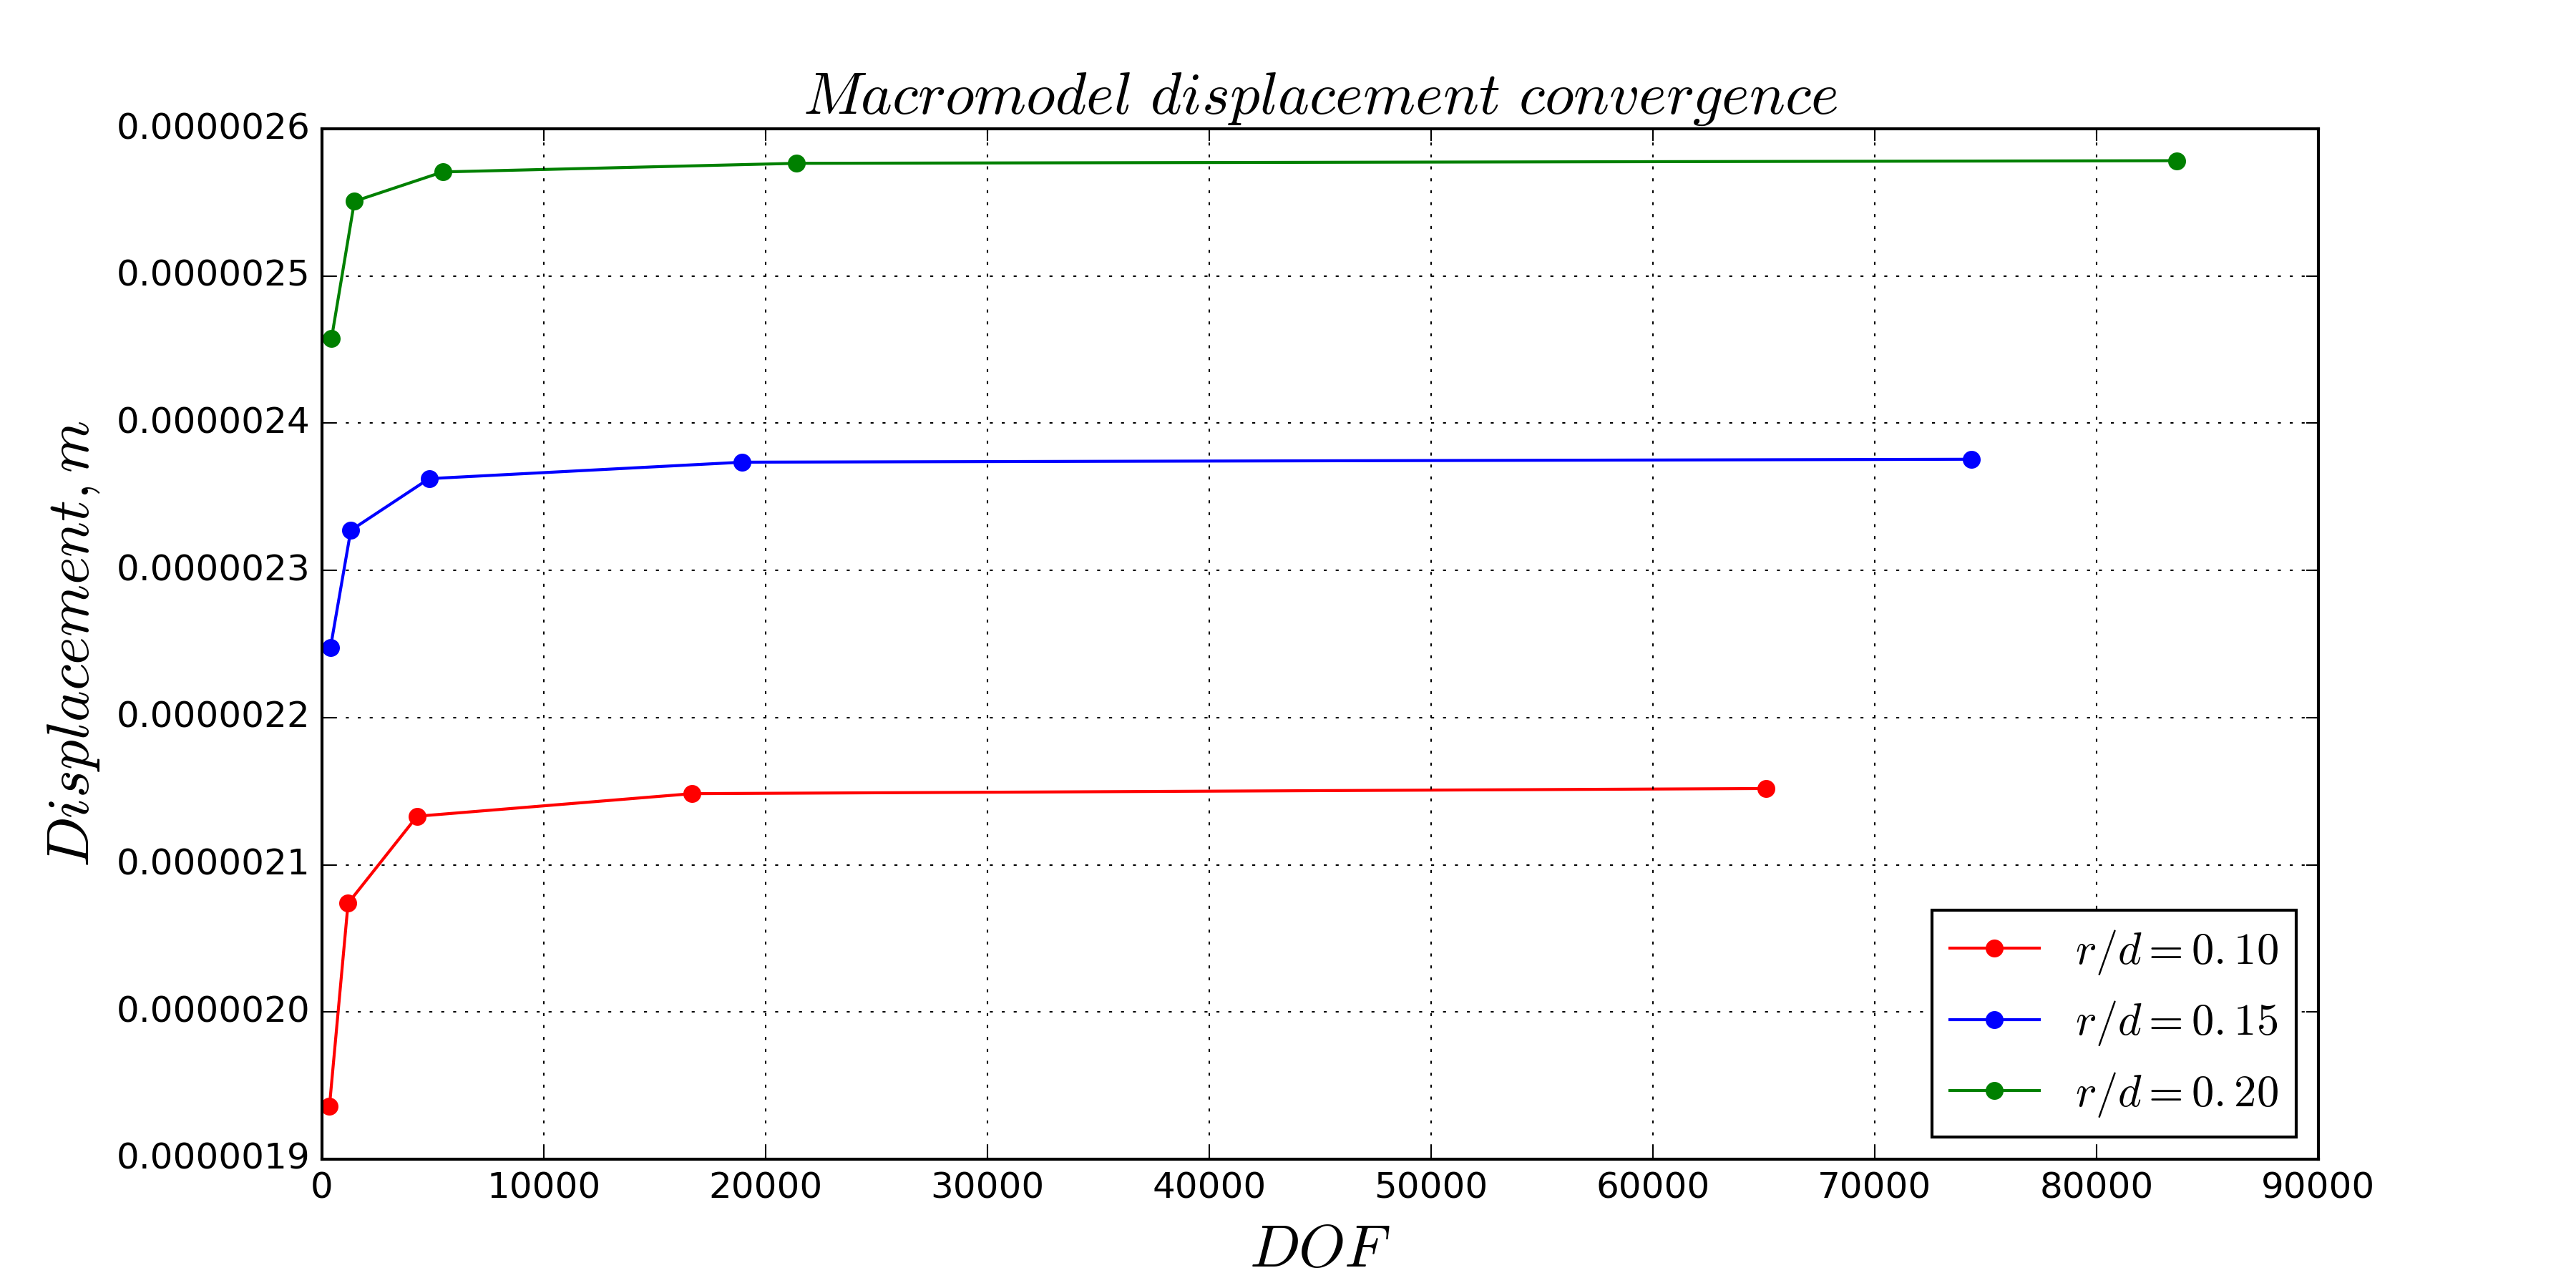 Macromodel displacement convergence
0.0000026
0.0000025
0.0000024
0.0000023
0.0000022
0.0000021
0.0000020
0.0000019
Displacement, m
0 10000 20000 30000 40000 50000 60000 70000 80000 90000
DOF
r/d = 0.10
r/d = 0.15
r/d = 0.20